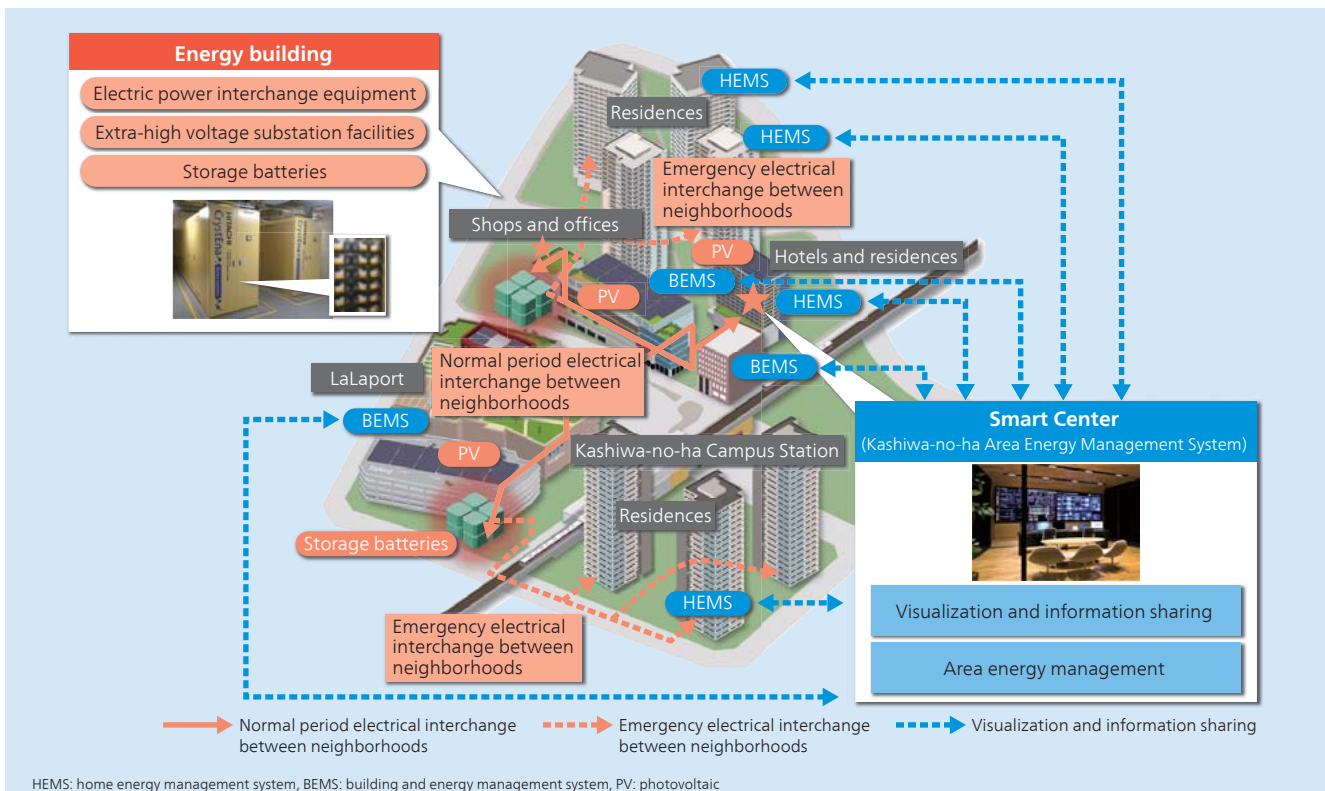 Energy building
Electric power interchange equipment
Extra-high voltage substation facilities
Storage batteries
HITACHI
CrystEna
HEMS
Residences
HEMS
Emergency electrical
interchange between
neighborhoods
Shops and offices
PV
Hotels and residences
BEMS
PV
HEMS
Normal period electrical
interchange between
neighborhoods
BEMS
LaLaport
BEMS
PV
Kashiwa-no-ha Campus Station
Residences
Storage batteries
HEMS
Emergency electrical
interchange between
neighborhoods
Smart Center
(Kashiwa-no-ha Area Energy Management System)
Visualization and information sharing
Area energy management
Normal period electrical interchange
between neighborhoods
Emergency electrical interchange
between neighborhoods
Visualization and information sharing
HEMS: home energy management system, BEMS: building and energy management system, PV: photovoltaic